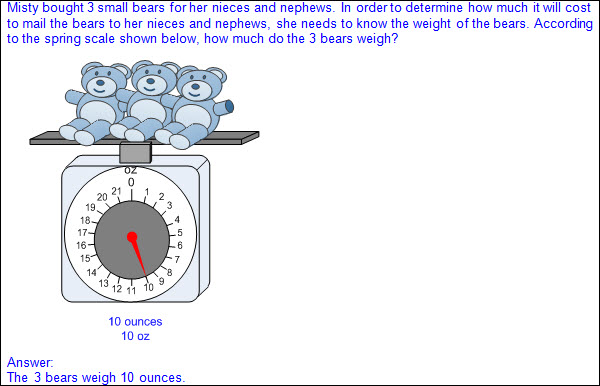 Misty bought 3 small bears for her nieces and nephews. In order to determine how much it will cost
to mail the bears to her nieces and nephews, she needs to know the weight of the bears. According
to the spring scale shown below, how much do the 3 bears weigh?
oz
0
1
2
3
4
5
6
7
8
9
10
11
12
13
14
15
16
17
18
19
20
21
10 ounces
10 oz
Answer:
The 3 bears weigh 10 ounces.